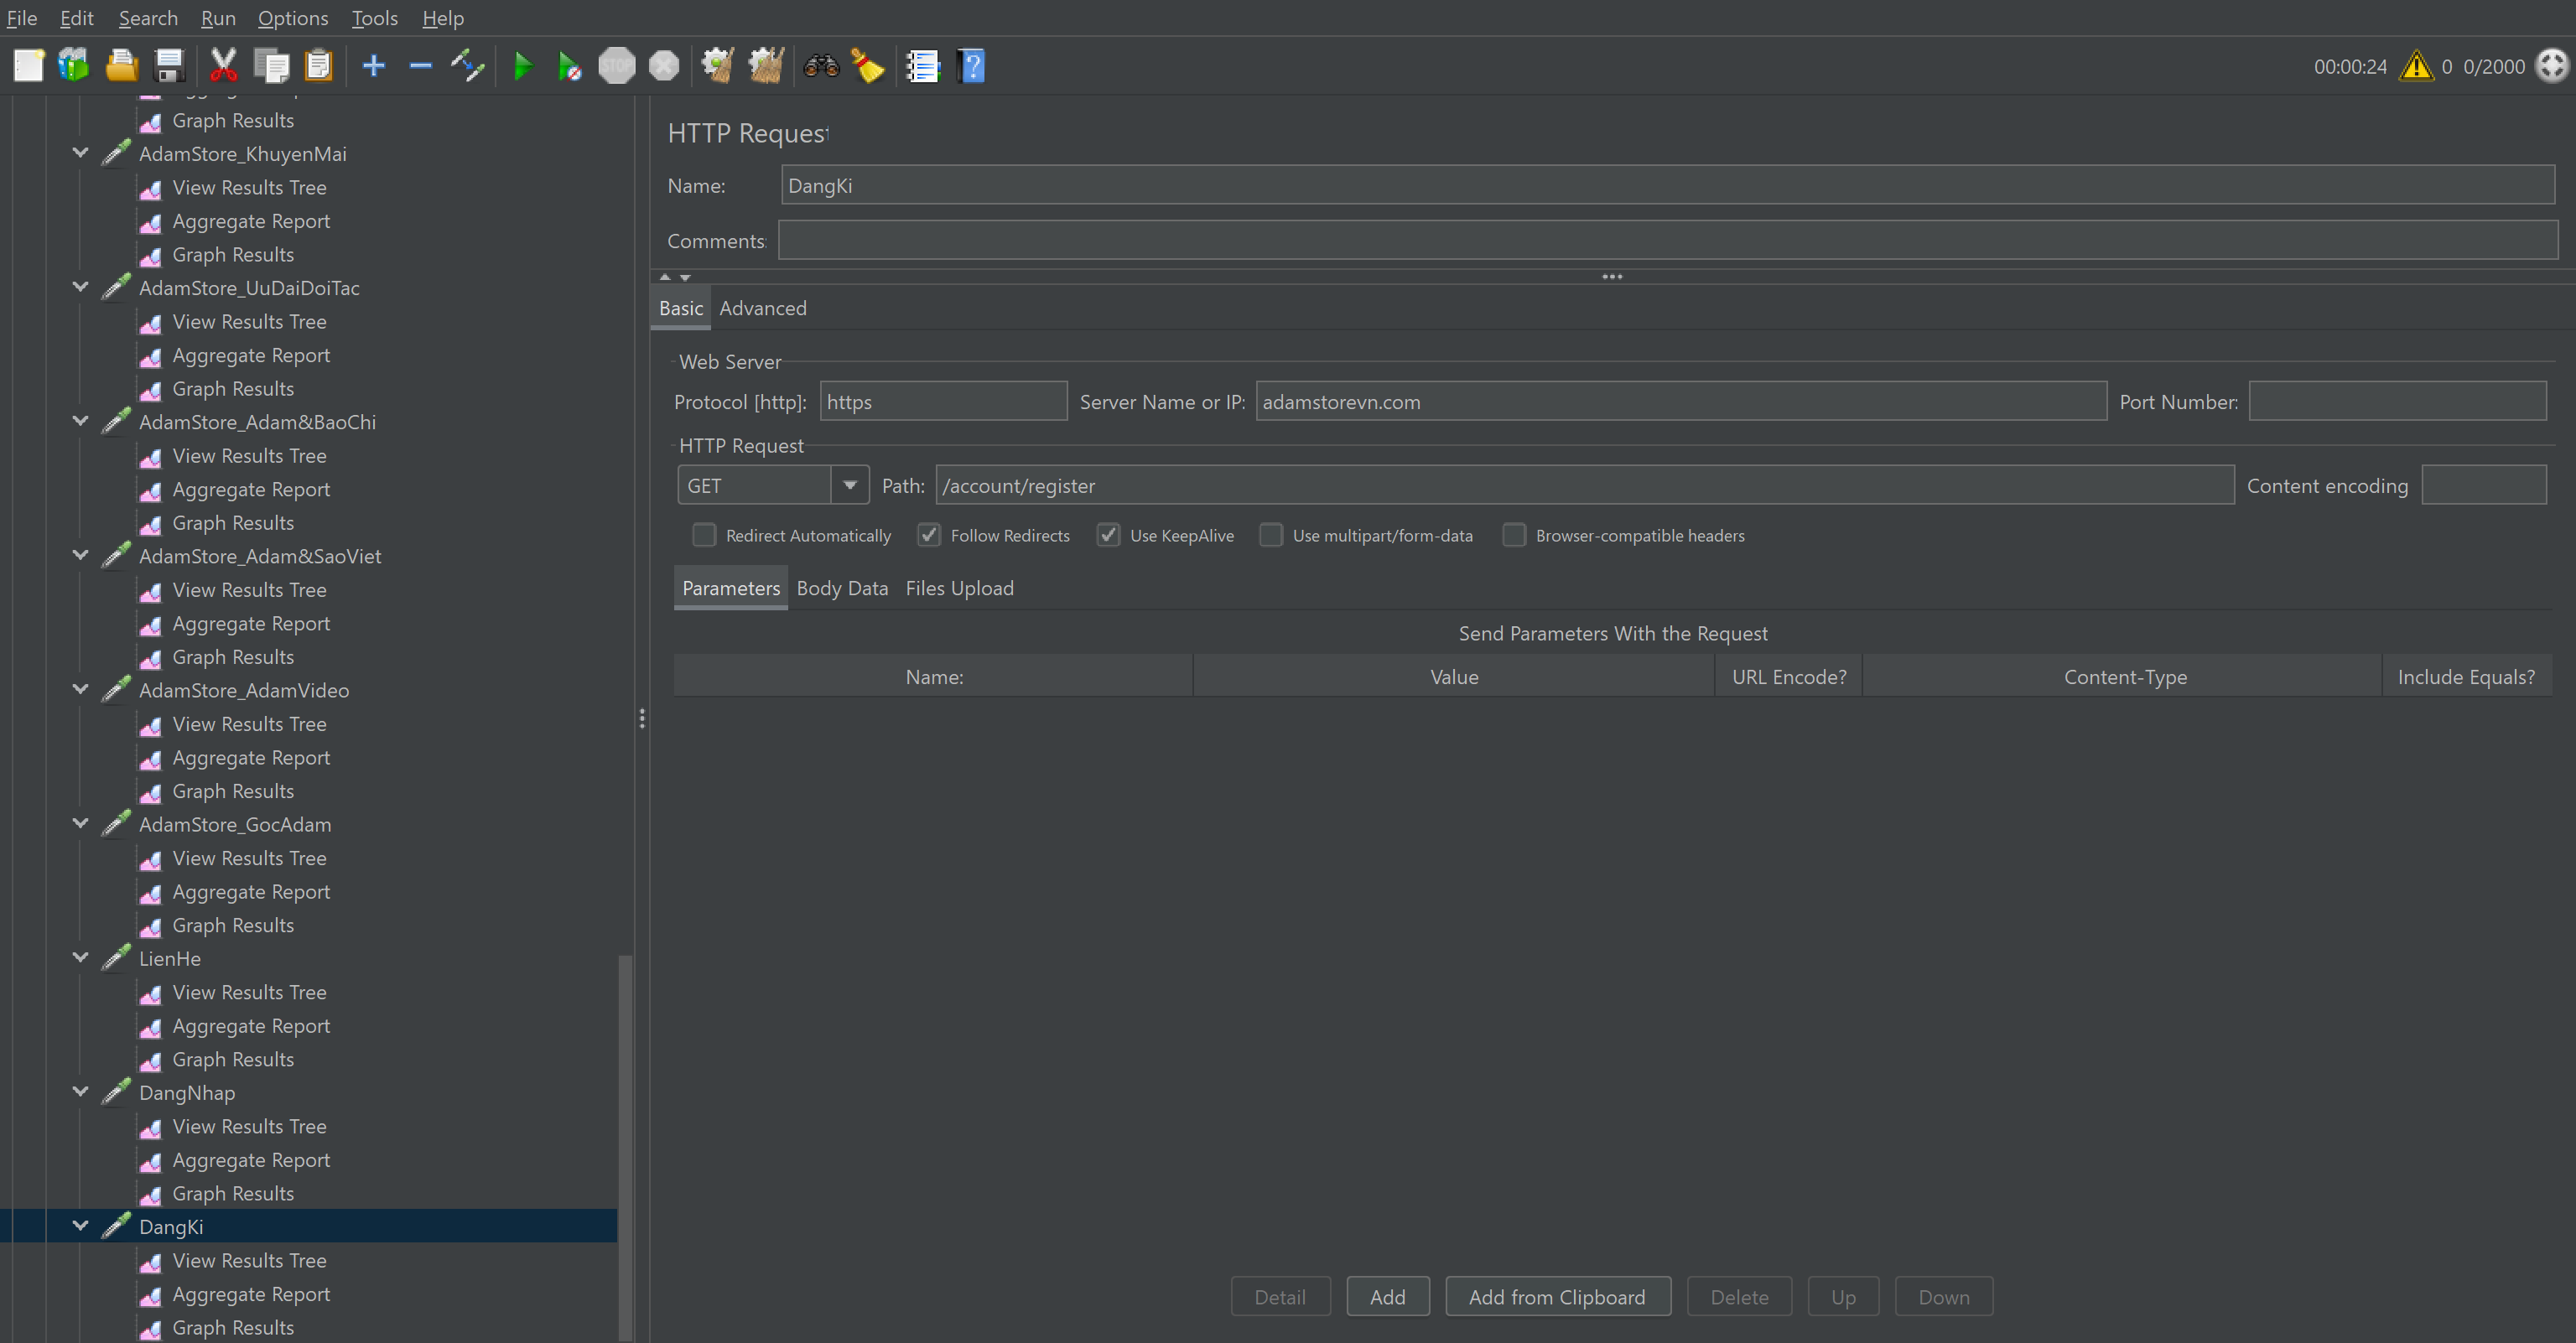 File Edit Search Run Options Tools Help
STOP
00:00:24 0 0/2000
Graph Results
AdamStore_KhuyenMai
View Results Tree
Aggregate Report
Graph Results
AdamStore_UuDaiDoiTac
View Results Tree
Aggregate Report
Graph Results
AdamStore_Adam&BaoChi
View Results Tree
Aggregate Report
Graph Results
AdamStore_Adam&SaoViet
View Results Tree
Aggregate Report
Graph Results
AdamStore_AdamVideo
View Results Tree
Aggregate Report
Graph Results
AdamStore_GocAdam
View Results Tree
Aggregate Report
Graph Results
LienHe
View Results Tree
Aggregate Report
Graph Results
DangNhap
View Results Tree
Aggregate Report
Graph Results
DangKi
View Results Tree
Aggregate Report
Graph Results
HTTP Request
Name: DangKi
Comments:
Basic Advanced
Web Server
Protocol [http]: https Server Name or IP: adamstorevn.com Port Number:
HTTP Request
GET Path: /account/register Content encoding
Redirect Automatically Follow Redirects Use KeepAlive Use multipart/form-data Browser-compatible headers
Parameters Body Data Files Upload
Send Parameters With the Request
Name: Value URL Encode? Content-Type Include Equals?
Detail Add Add from Clipboard Delete Up Down